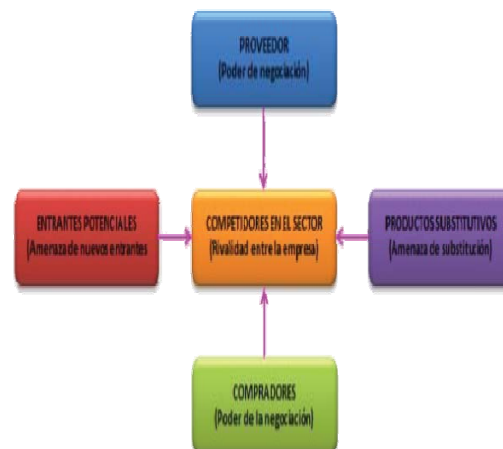 PROVEEDOR
(Poder de negociación)
ENTRANTES POTENCIALES
(Amenaza de nuevos entrantes
COMPETIDORES EN EL SECTOR
(Rivalidad entre la empresa)
PRODUCTOS SUBSTITUTIVOS
(Amenaza de substitución)
COMPRADORES
(Poder de la negociación)